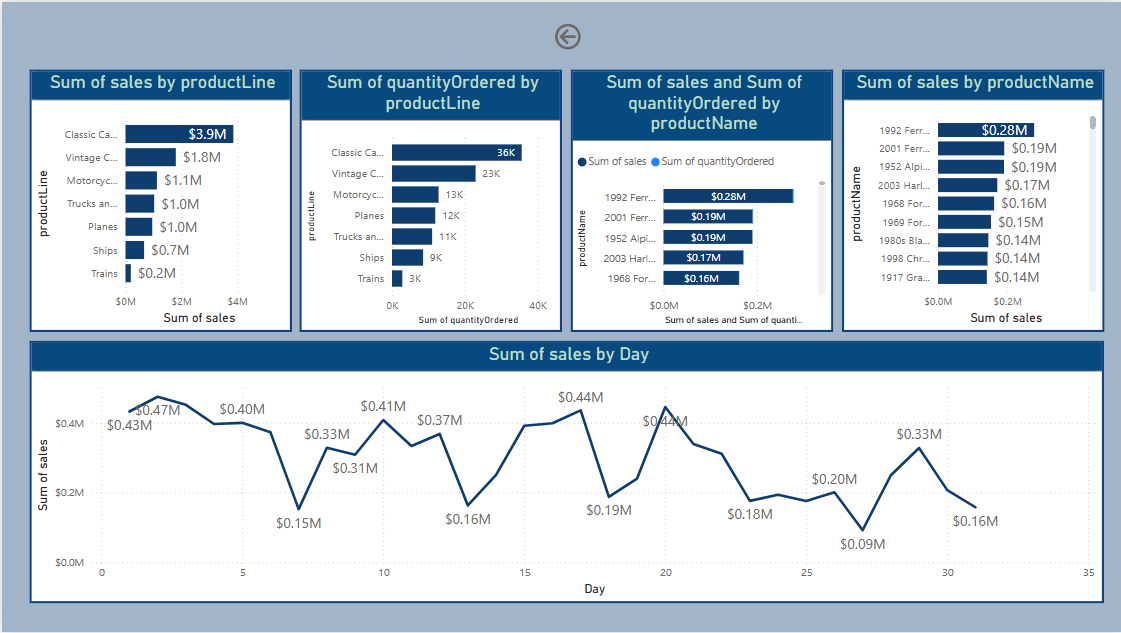 Sum of sales by productLine
productLine
Classic Ca...
$3.9M
Vintage C...
$1.8M
Motorcyc...
$1.1M
Trucks an...
$1.0M
Planes
$1.0M
Ships
$0.7M
Trains
$0.2M
$0M
$2M
$4M
Sum of sales
Sum of quantityOrdered by
productLine
productLine
Classic Ca...
36K
Vintage C...
23K
Motorcyc...
13K
Planes
12K
Trucks an...
11K
Ships
9K
Trains
3K
0K
20K
40K
Sum of quantityOrdered
Sum of sales and Sum of
quantityOrdered by
productName
Sum of sales
Sum of quantityOrdered
productName
1992 Ferr...
$0.28M
2001 Ferr...
$0.19M
1952 Alpi...
$0.19M
2003 Harl...
$0.17M
1968 For...
$0.16M
$0.0M
$0.2M
Sum of sales and Sum of quanti...
Sum of sales by productName
productName
1992 Ferr...
$0.28M
2001 Ferr...
$0.19M
1952 Alpi...
$0.19M
2003 Harl...
$0.17M
1968 For...
$0.16M
1969 For...
$0.15M
1980s Bla...
$0.14M
1998 Chr...
$0.14M
1917 Gra...
$0.14M
$0.0M
$0.2M
Sum of sales
Sum of sales by Day
Sum of sales
$0.4M
$0.2M
$0.0M
$0.43M
$0.47M
$0.40M
$0.15M
$0.33M
$0.31M
$0.41M
$0.37M
$0.16M
$0.44M
$0.19M
$0.44M
$0.18M
$0.20M
$0.09M
$0.33M
$0.16M
0
5
10
15
20
25
30
35
Day